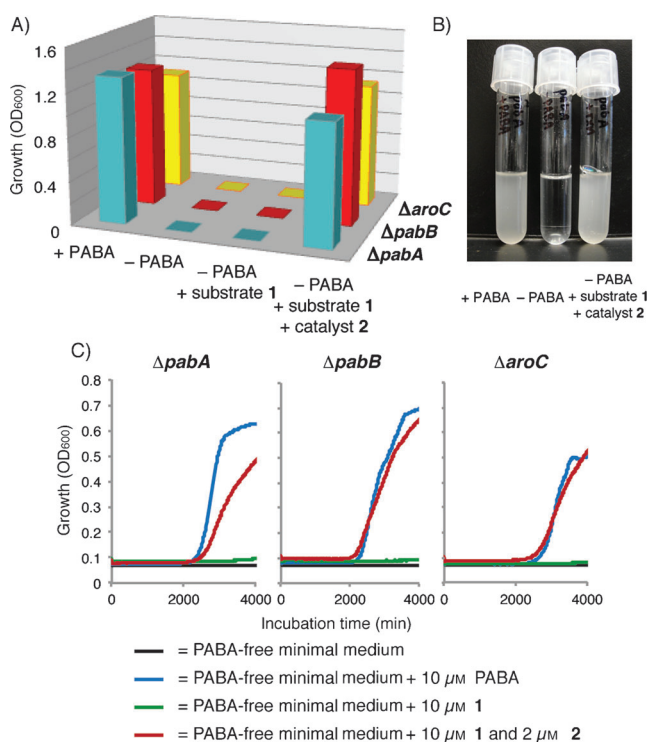 A)
Growth (OD600)
1.6
1.2
0.8
0.4
0
+ PABA
– PABA
– PABA
+ substrate 1
– PABA
+ substrate 1
+ catalyst 2
ΔaroC
ΔpabB
ΔpabA
B)
+ PABA
– PABA
– PABA
+ substrate 1
+ catalyst 2
C)
ΔpabA
ΔpabB
ΔaroC
Growth (OD600)
0.8
0.7
0.6
0.5
0.4
0.3
0.2
0.1
0
0 2000 4000
0 2000 4000
0 2000 4000
Incubation time (min)
= PABA-free minimal medium
= PABA-free minimal medium + 10 μM PABA
= PABA-free minimal medium + 10 μM 1
= PABA-free minimal medium + 10 μM 1 and 2 μM 2